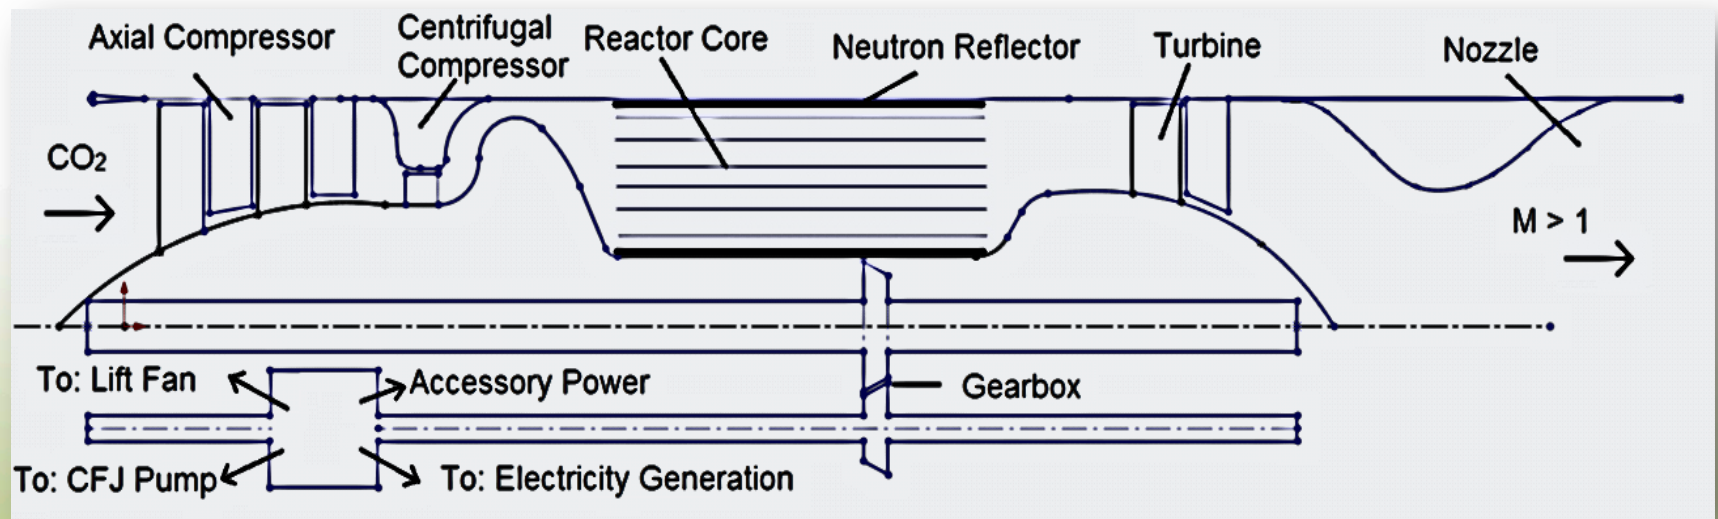 Axial Compressor
Centrifugal
Compressor
Reactor Core
Neutron Reflector
Turbine
Nozzle
CO2
M > 1
To: Lift Fan
Accessory Power
Gearbox
To: CFJ Pump
To: Electricity Generation